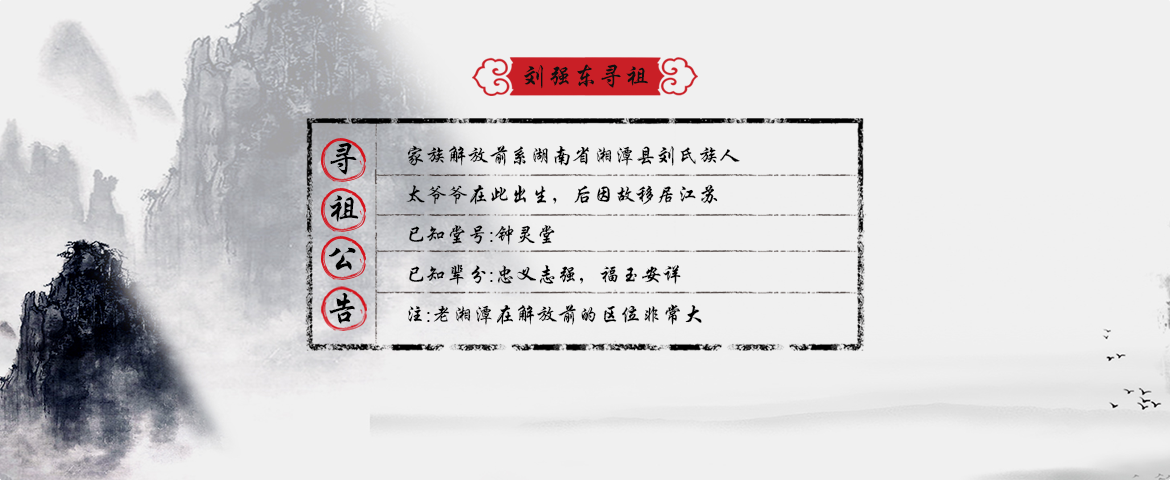 刘强东寻祖
寻祖公告
家族解放前系湖南省湘潭县刘氏族人
太爷爷在此出生，后因故移居江苏
已知堂号:钟灵堂
已知辈分:忠义志强，福玉安详
注:老湘潭在解放前的区位非常大